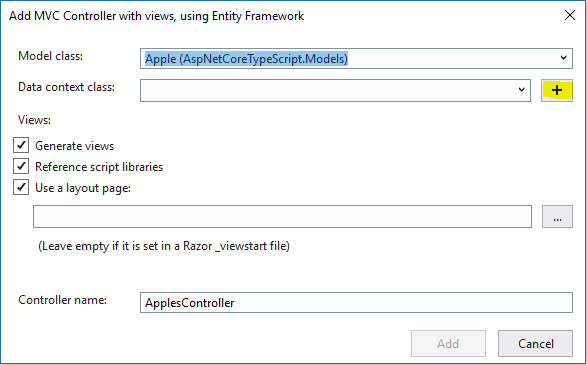 Add MVC Controller with views, using Entity Framework
Model class: Apple (AspNetCoreTypeScript.Models)
Data context class: +
Views:
Generate views
Reference script libraries
Use a layout page:
...
(Leave empty if it is set in a Razor _viewstart file)
Controller name: ApplesController
Add Cancel